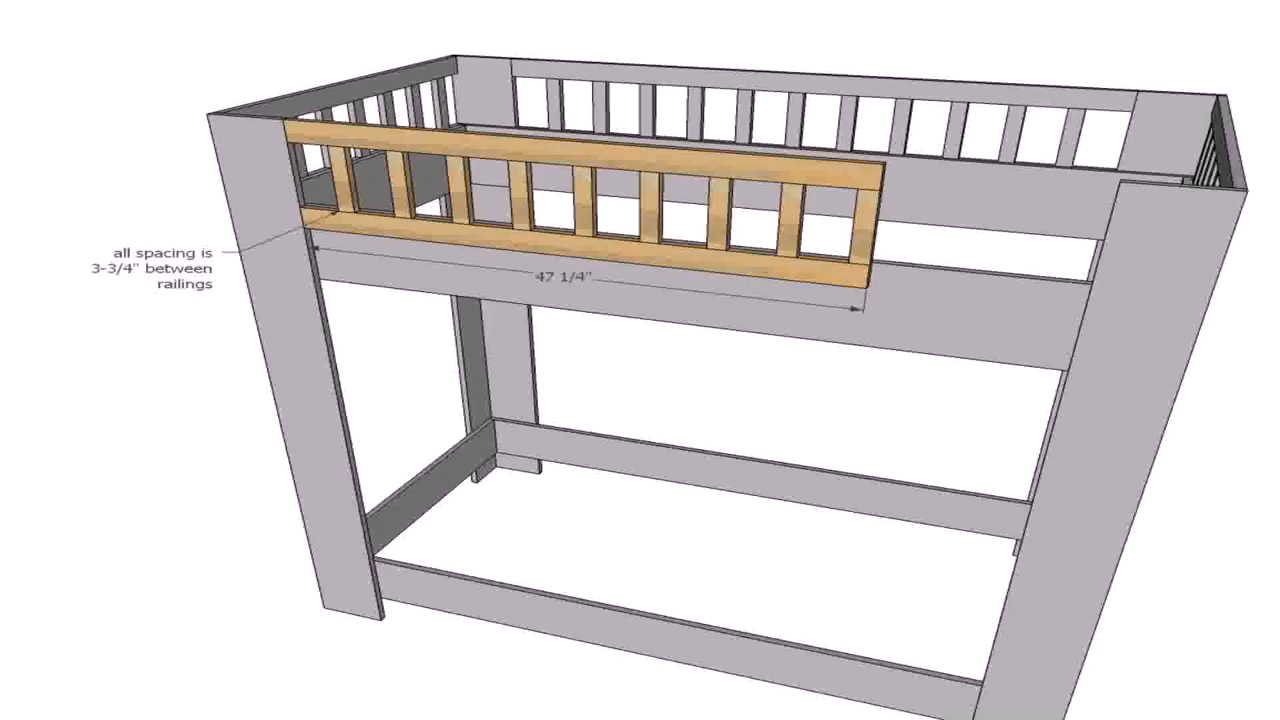 all spacing is
3-3/4" between
railings
47 1/4"